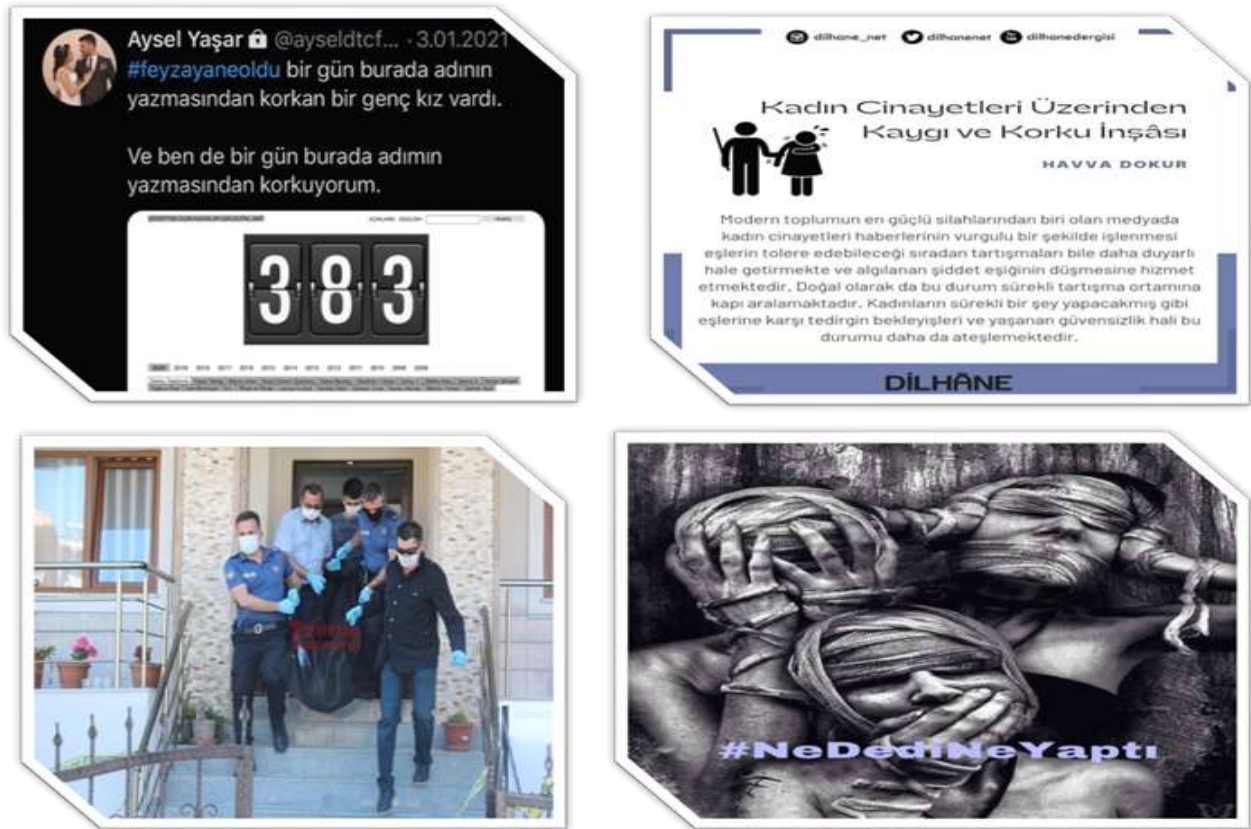 Aysel Yaşar @ayseldtcf... · 3.01.2021
#feyzayaneoldu bir gün burada adının
yazmasından korkan bir genç kız vardı.
Ve ben de bir gün burada adımın
yazmasından korkuyorum.
383
dilhane_net dilhanenet dilhanedergisi
Kadın Cinayetleri Üzerinden
Kaygı ve Korku İnşâsı
HAVVA DOKUR
Modern toplumun en güçlü silahlarından biri olan medyada
kadın cinayetleri haberlerinin vurgulu bir şekilde işlenmesi
eşlerin tolere edebileceği sıradan tartışmaları bile daha duyarlı
hale getirmekte ve algılanan şiddet eşiğinin düşmesine hizmet
etmektedir. Doğal olarak da bu durum sürekli tartışma ortamına
kapı aralamaktadır. Kadınların sürekli bir şey yapacakmış gibi
eşlerine karşı tedirgin bekleyişleri ve yaşanan güvensizlik hali bu
durumu daha da ateşlemektedir.
DİLHÂNE
#NeDediNeYaptı